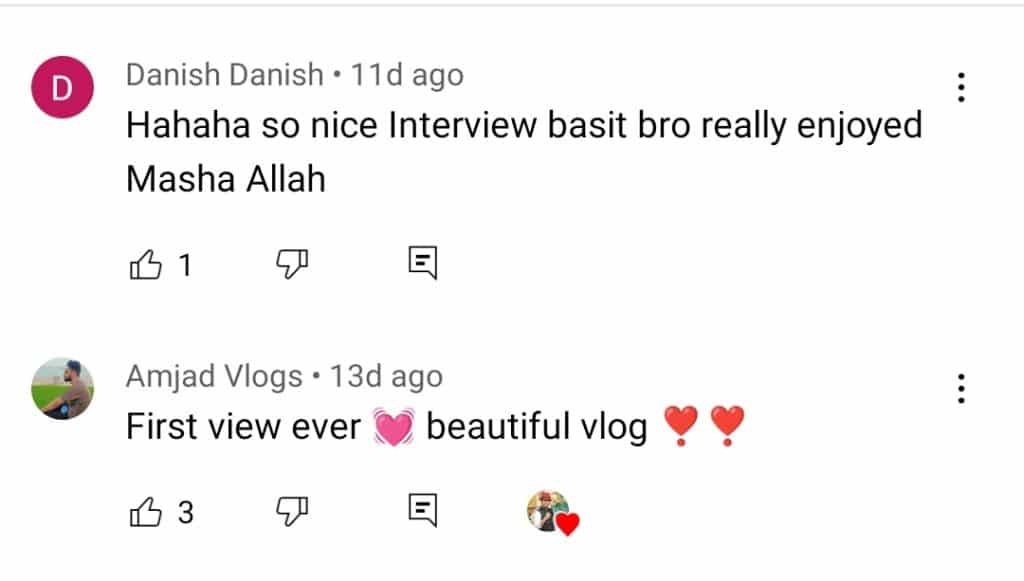 D
Danish Danish • 11d ago
Hahaha so nice Interview basit bro really enjoyed
Masha Allah
1
Amjad Vlogs • 13d ago
First view ever 💓 beautiful vlog ❣️❣️
3